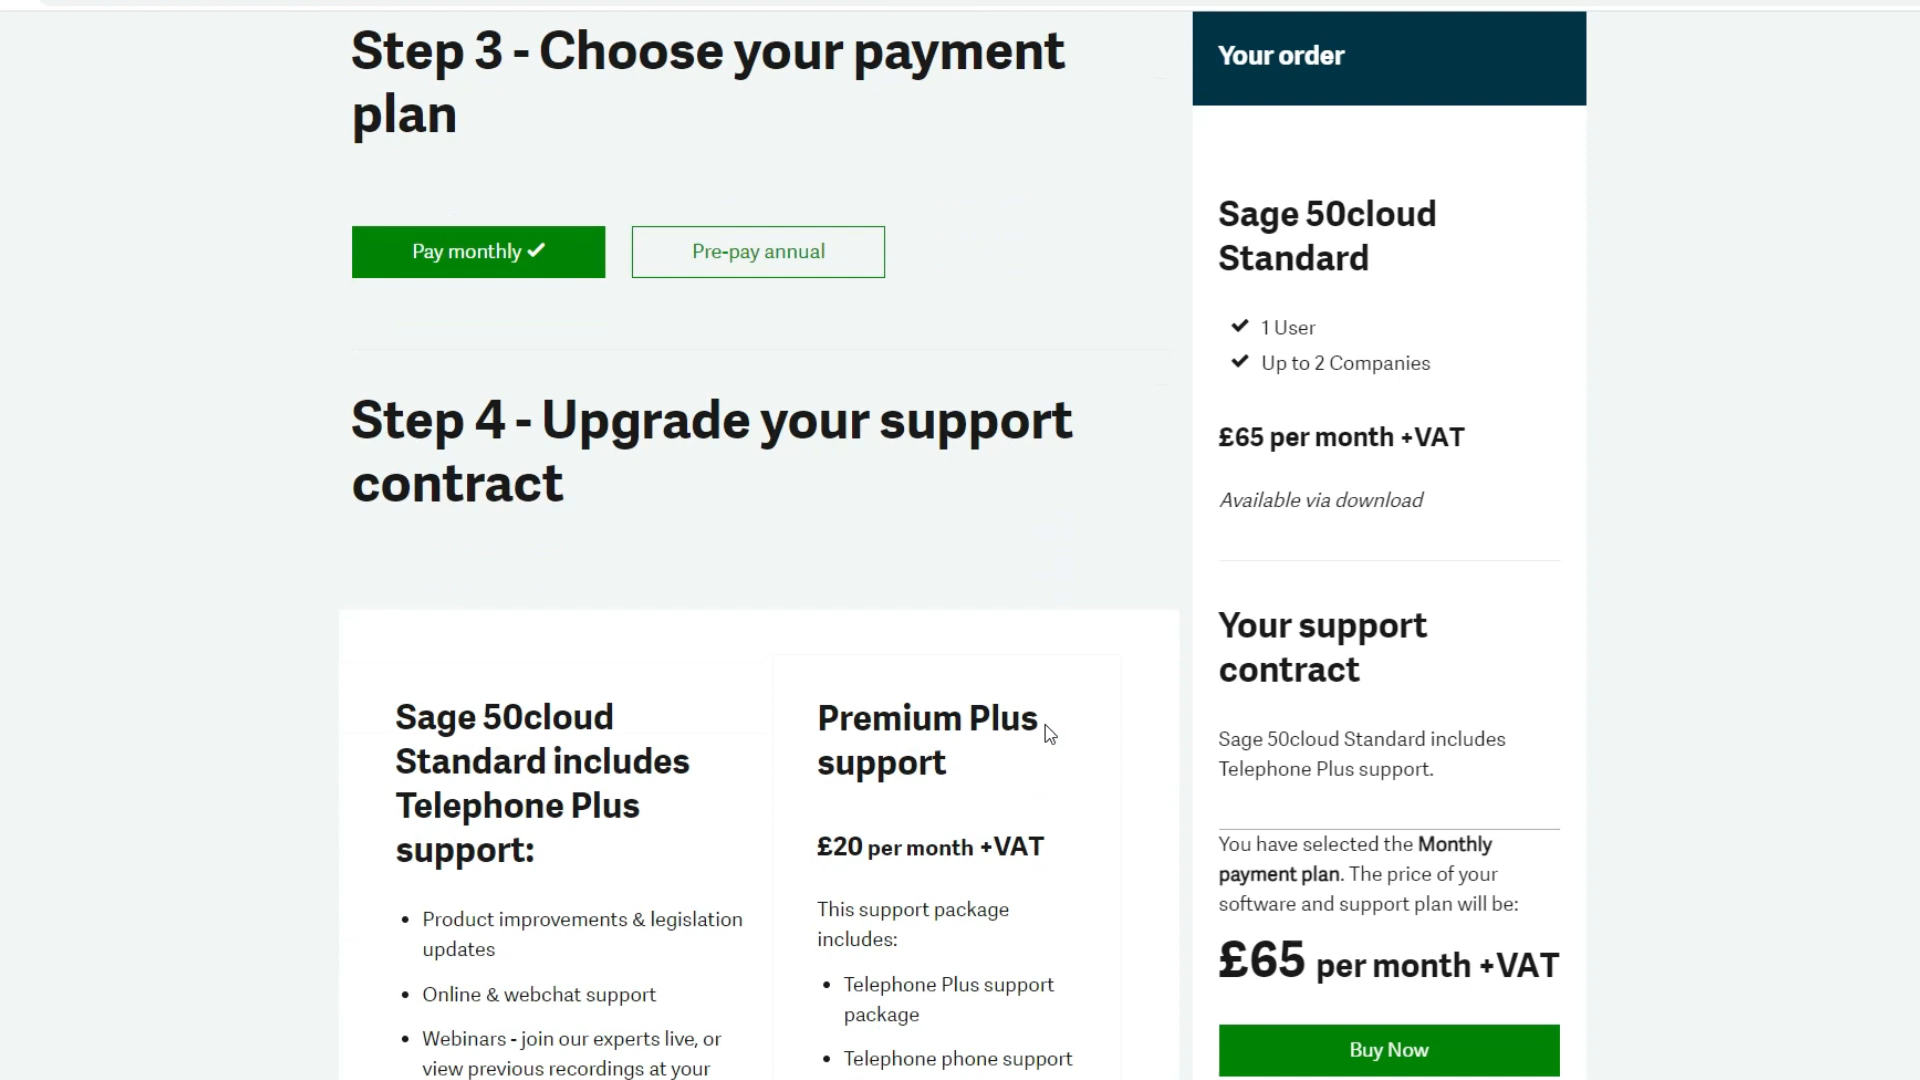 Step 3 - Choose your payment
plan
Pay monthly ✔
Pre-pay annual
Step 4 - Upgrade your support
contract
Sage 50cloud
Standard includes
Telephone Plus
support:
• Product improvements & legislation
updates
• Online & webchat support
• Webinars - join our experts live, or
view previous recordings at your
Premium Plus
support
£20 per month +VAT
This support package
includes:
• Telephone Plus support
package
• Telephone phone support
Your order
Sage 50cloud
Standard
✔ 1 User
✔ Up to 2 Companies
£65 per month +VAT
Available via download
Your support
contract
Sage 50cloud Standard includes
Telephone Plus support.
You have selected the Monthly
payment plan. The price of your
software and support plan will be:
£65 per month +VAT
Buy Now